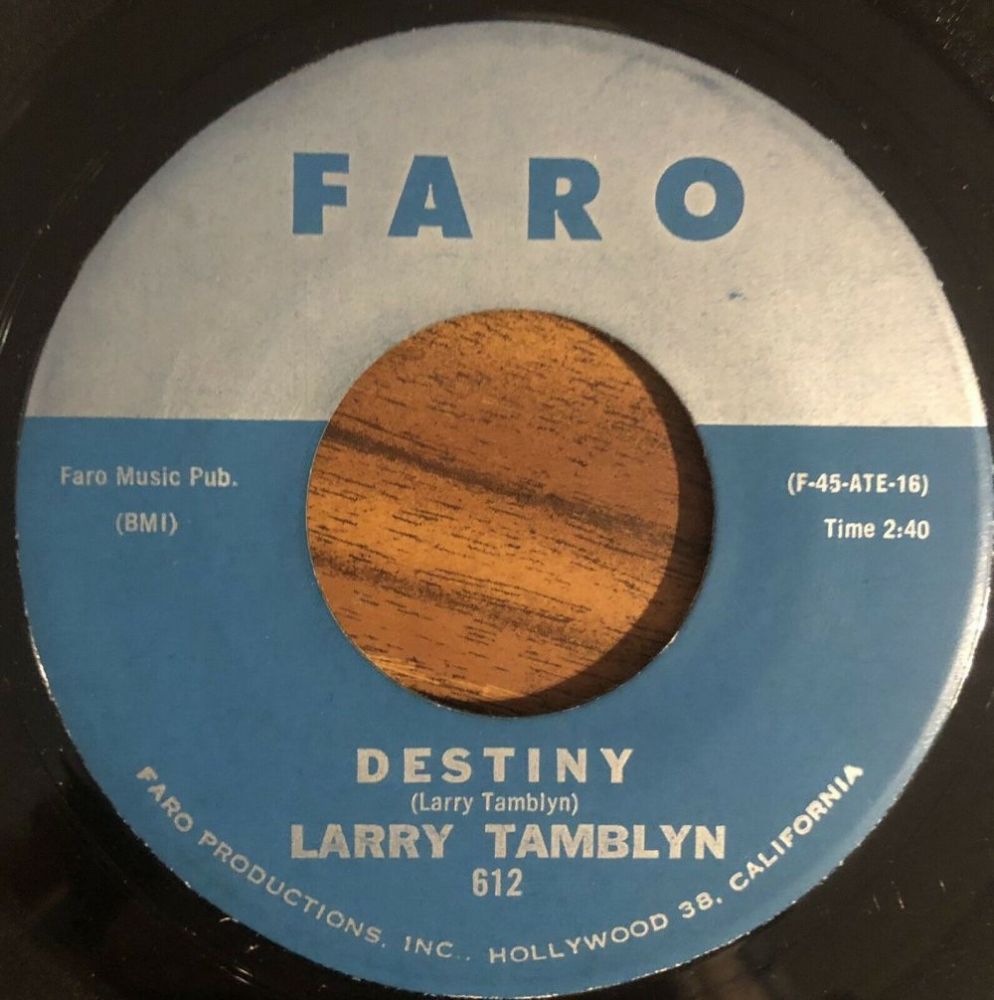 FARO
Faro Music Pub.
(BMI)
(F-45-ATE-16)
Time 2:40
DESTINY
(Larry Tamblyn)
LARRY TAMBLYN
612
FARO PRODUCTIONS, INC., HOLLYWOOD 38, CALIFORNIA